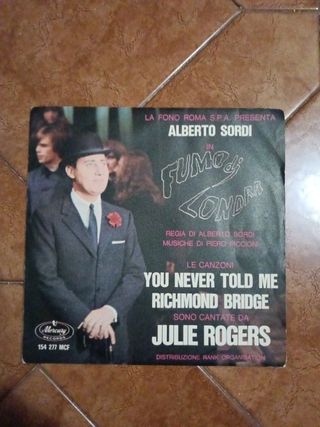 LA FONO ROMA S.P.A. PRESENTA
ALBERTO SORDI
IN
FUMO di
LONDRA
REGIA DI ALBERTO SORDI
MUSICHE DI PIERO PICCIONI
LE CANZONI
YOU NEVER TOLD ME
RICHMOND BRIDGE
SONO CANTATE DA
JULIE ROGERS
DISTRIBUZIONE RANK ORGANISATION
Mercury
RECORDS
154 277 MCF